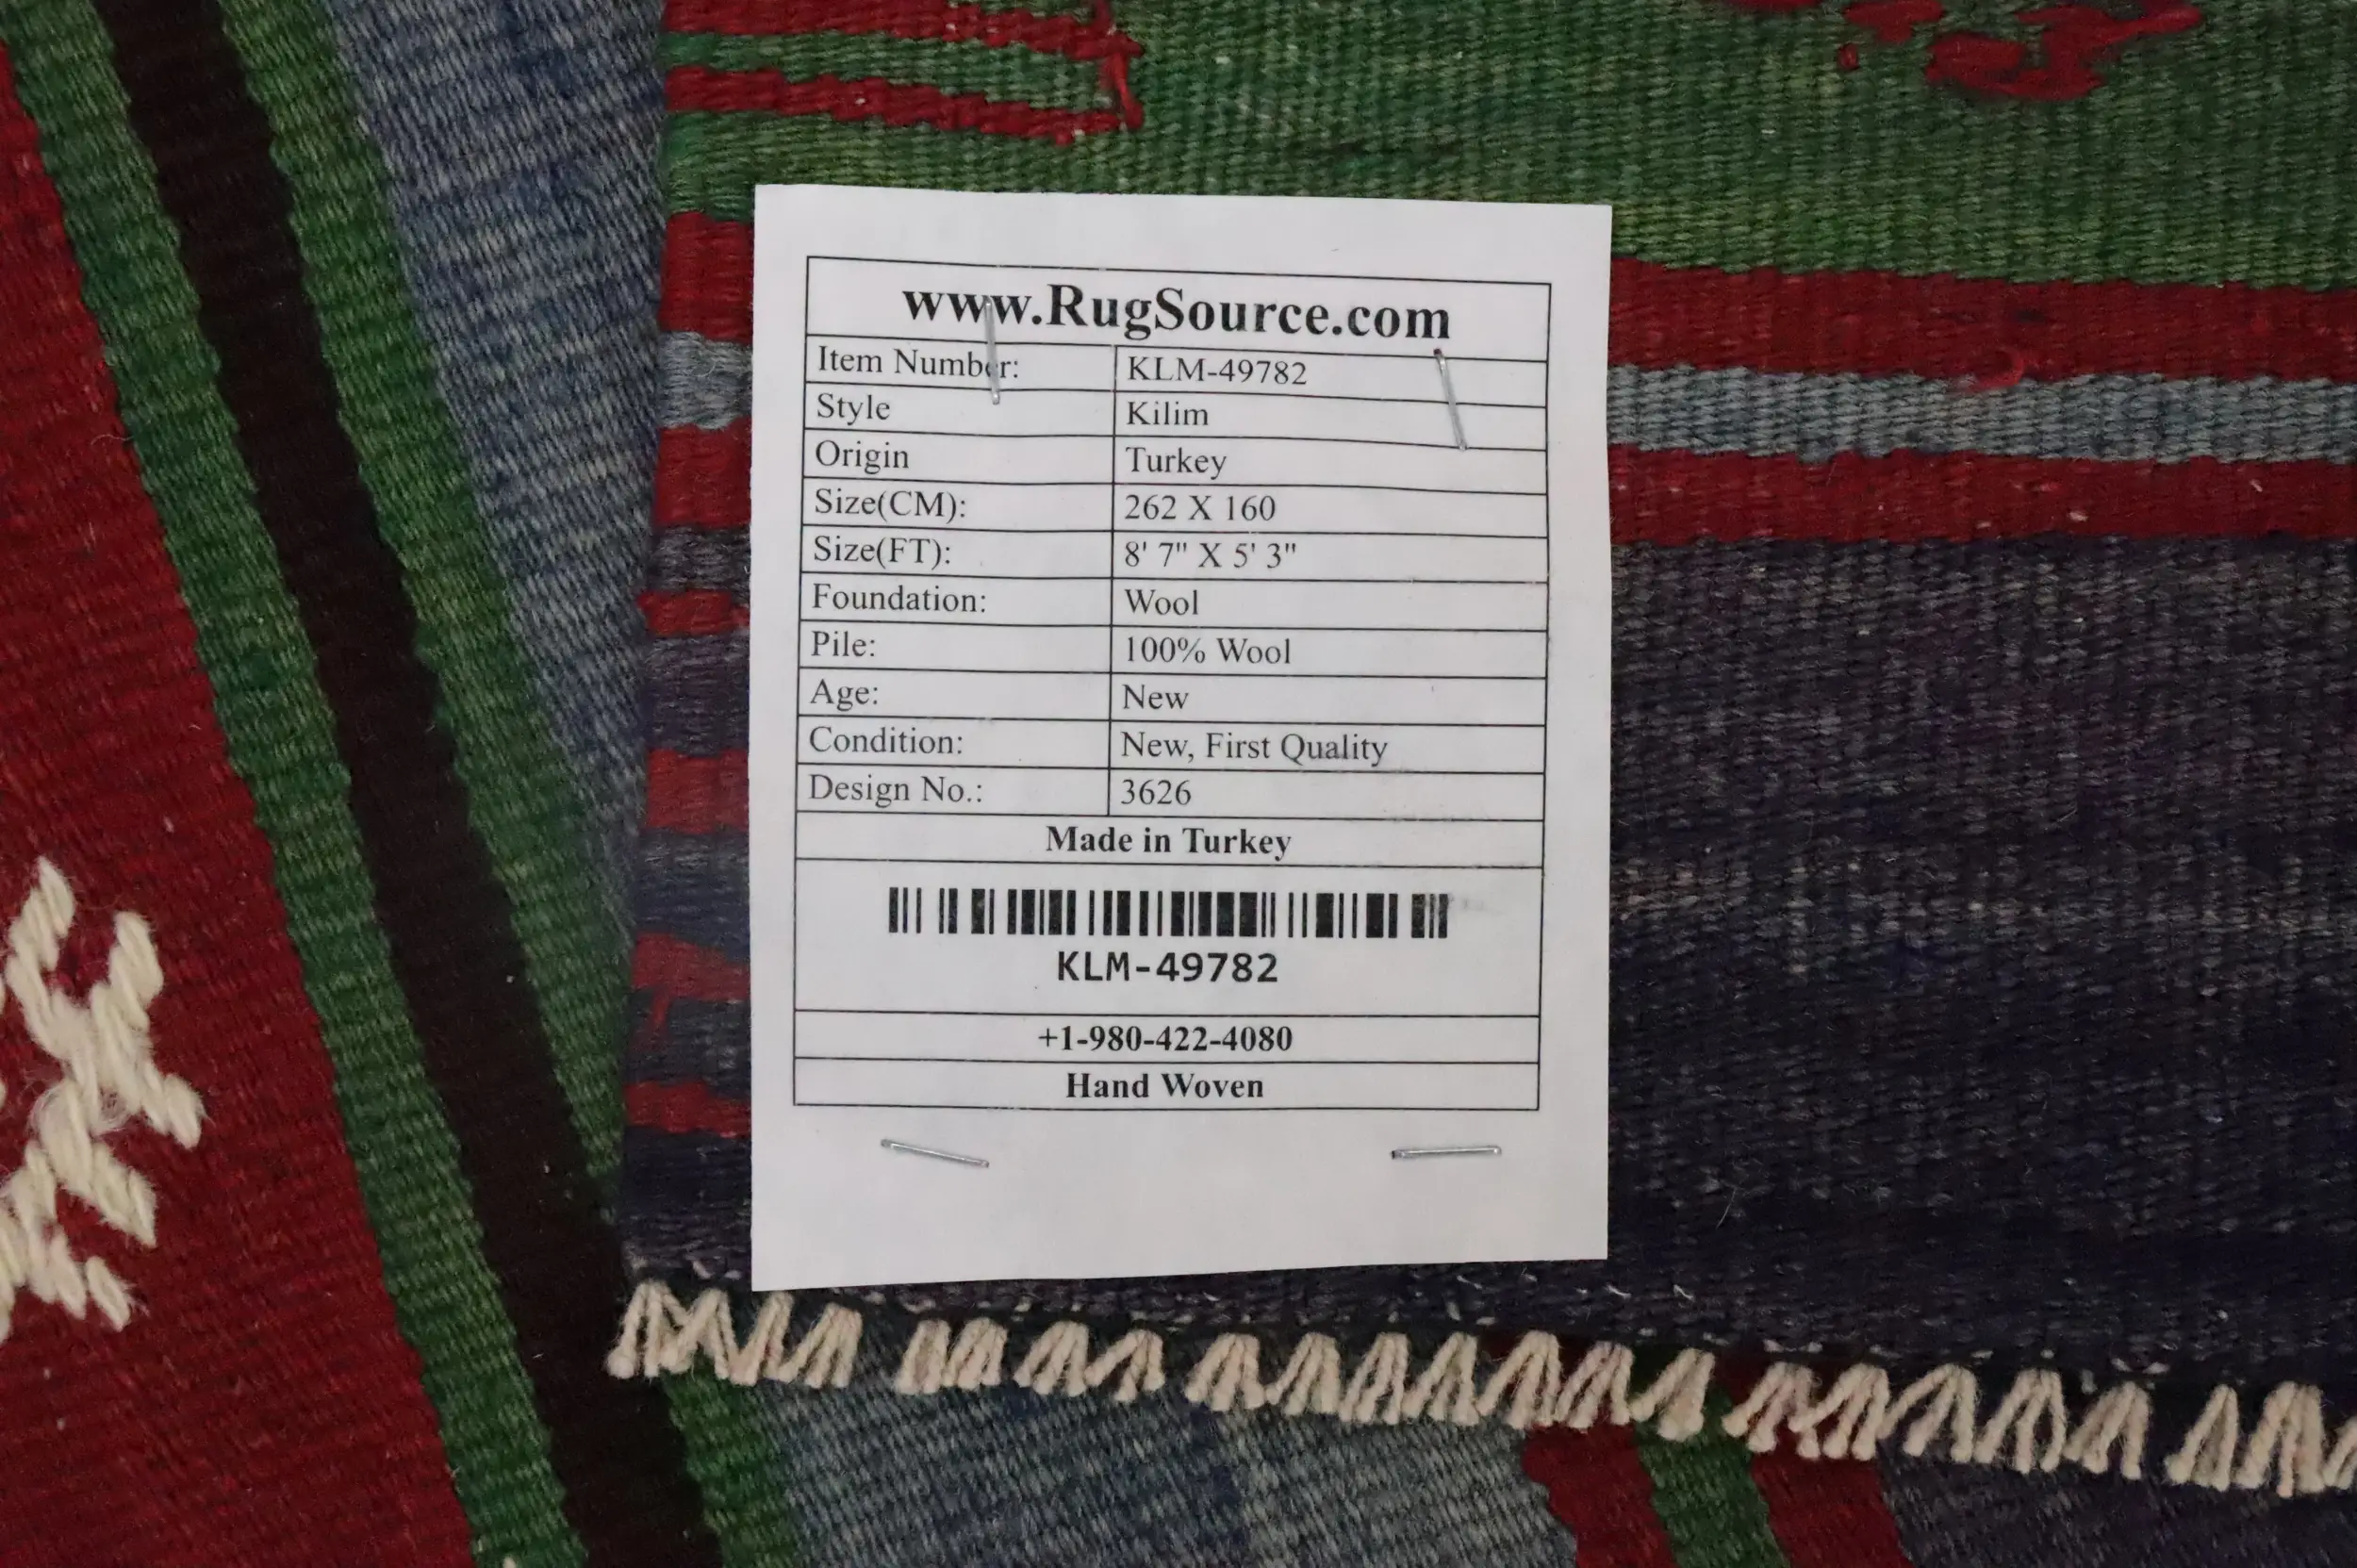 www.RugSource.com
Item Number: KLM-49782
Style Kilim
Origin Turkey
Size(CM): 262 X 160
Size(FT): 8' 7" X 5' 3"
Foundation: Wool
Pile: 100% Wool
Age: New
Condition: New, First Quality
Design No.: 3626
Made in Turkey
KLM-49782
+1-980-422-4080
Hand Woven